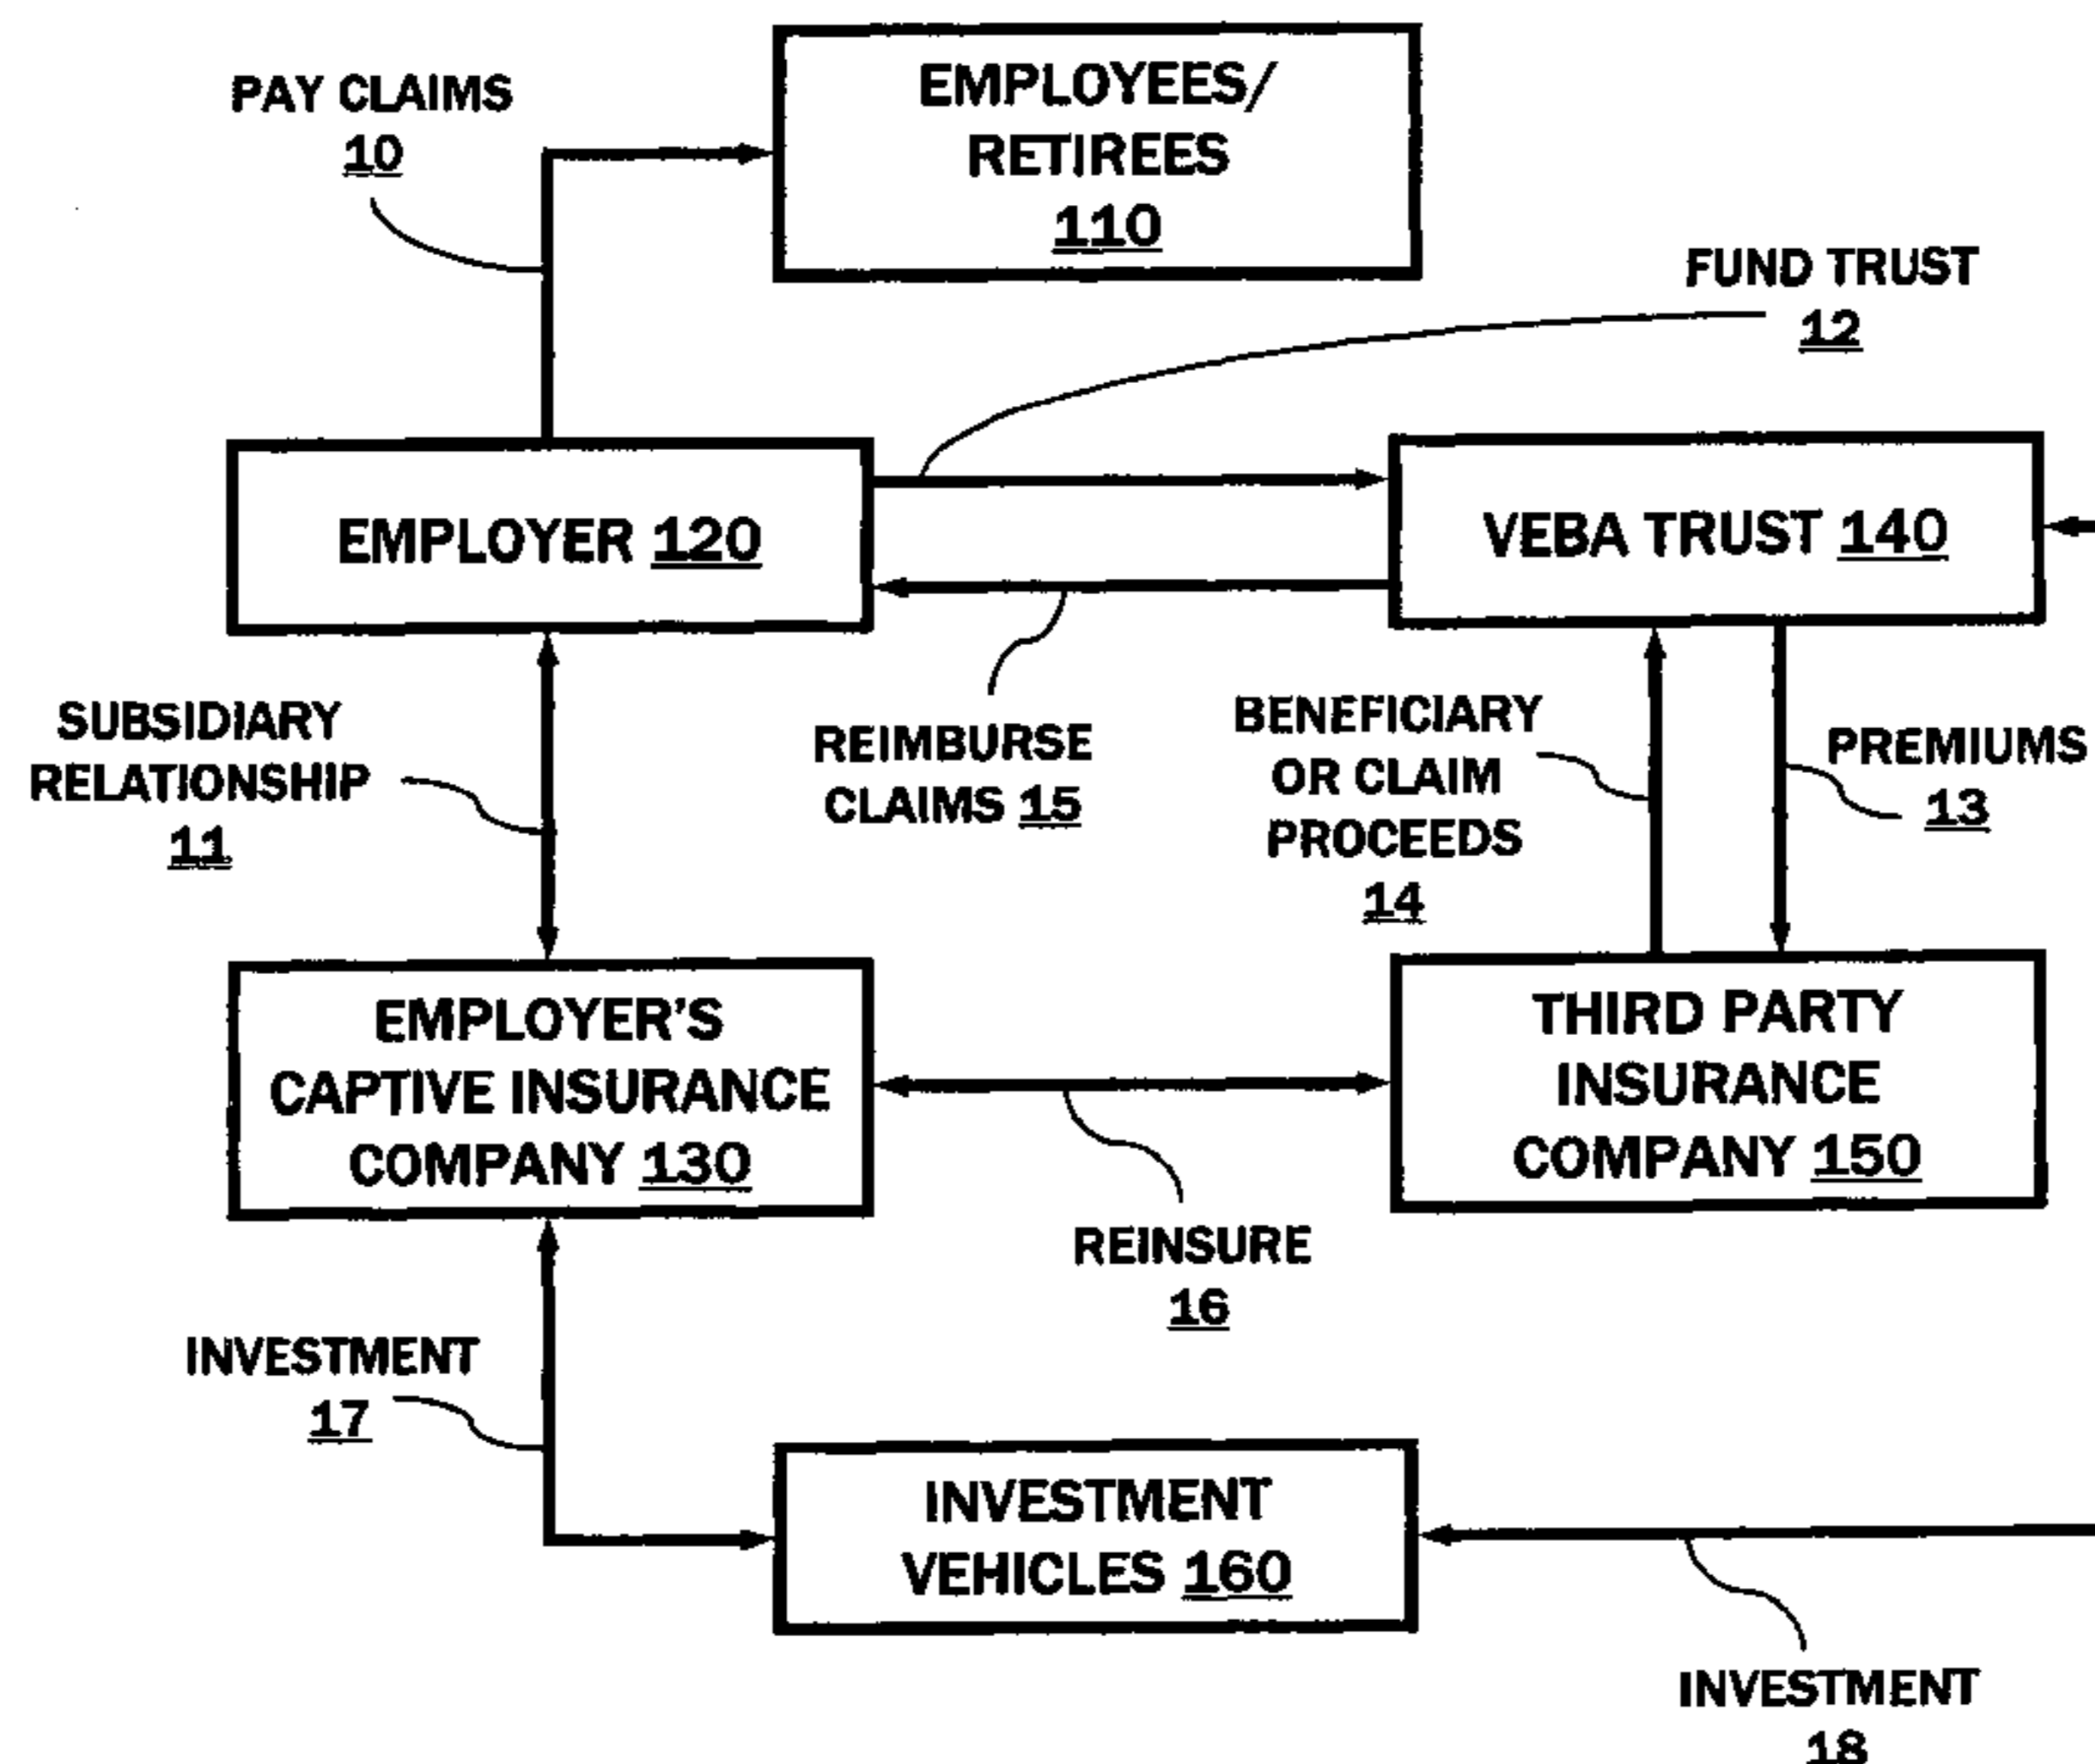 PAY CLAIMS
10
EMPLOYEES/
RETIREES
110
FUND TRUST
12
EMPLOYER 120
VEBA TRUST 140
SUBSIDIARY
RELATIONSHIP
11
REIMBURSE
CLAIMS 15
BENEFICIARY
OR CLAIM
PROCEEDS
14
PREMIUMS
13
EMPLOYER'S
CAPTIVE INSURANCE
COMPANY 130
THIRD PARTY
INSURANCE
COMPANY 150
REINSURE
16
INVESTMENT
17
INVESTMENT
VEHICLES 160
INVESTMENT
18